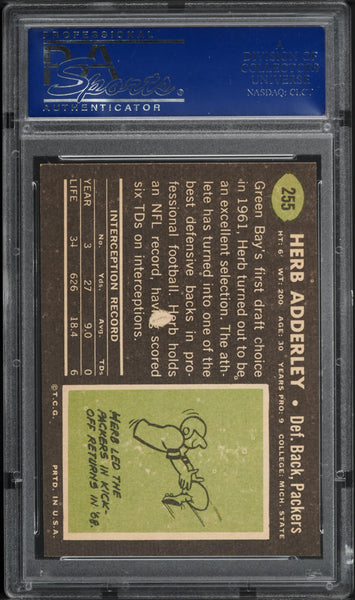 PROFESSIONAL
PSA
Sports
AUTHENTICATOR
A
DIVISION OF
COLLECTORS
UNIVERSE
NASDAQ: CLCT
255
HERB ADDERLEY • Def. Back, Packers
HT: 6' WT: 200 AGE: 30 YEARS PRO: 9 COLLEGE: MICH. STATE
Green Bay's first draft choice
in 1961, Herb turned out to be
an excellent selection. The ath-
lete has turned into one of the
best defensive backs in pro-
fessional football. Herb holds
an NFL record, having scored
six TDs on interceptions.
INTERCEPTION RECORD
No. Yds. Avg. TDs
YEAR 3 27 9.0 0
LIFE 34 626 18.4 6
HERB LED THE
PACKERS IN KICK-
OFF RETURNS IN '68.
© T.C.G. PRTD. IN U.S.A.